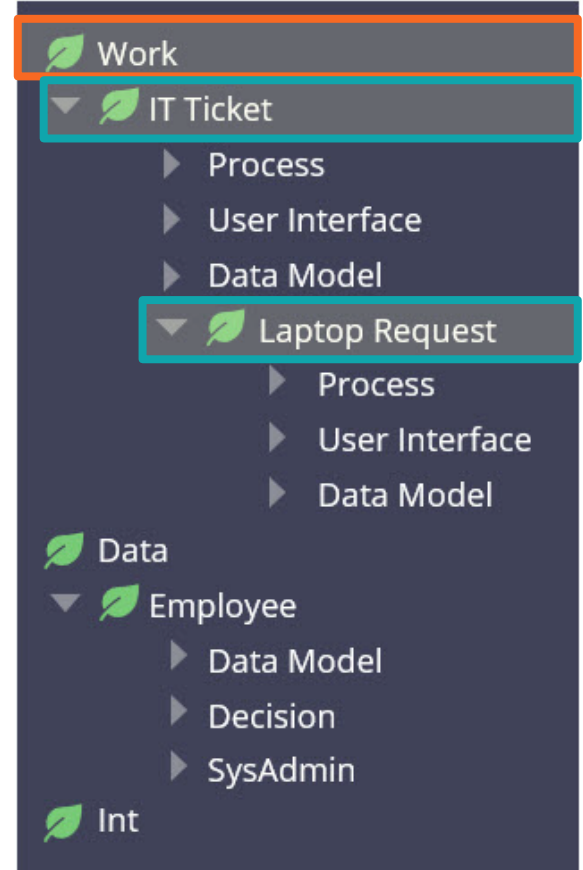 Work
IT Ticket
Process
User Interface
Data Model
Laptop Request
Process
User Interface
Data Model
Data
Employee
Data Model
Decision
SysAdmin
Int